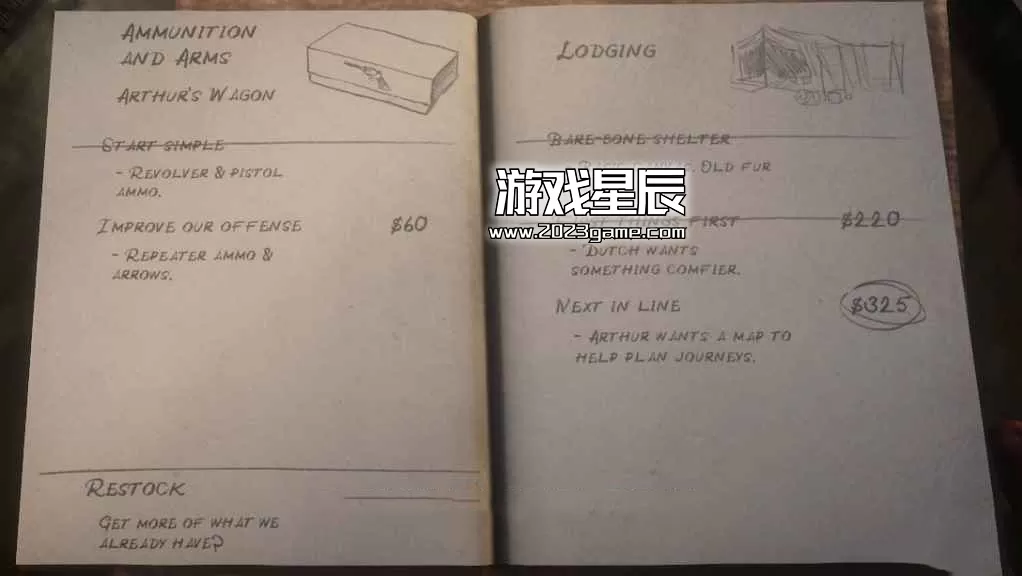 AMMUNITION
AND ARMS
ARTHUR'S WAGON
START SIMPLE
- REVOLVER & PISTOL
AMMO.
IMPROVE OUR OFFENSE $60
- REPEATER AMMO &
ARROWS.
RESTOCK
GET MORE OF WHAT WE
ALREADY HAVE?
LODGING
BARE-BONE SHELTER
OLD FUR
游戏星辰
www.2023game.com
THINGS FIRST $220
- DUTCH WANTS
SOMETHING COMFIER.
NEXT IN LINE $325
- ARTHUR WANTS A MAP TO
HELP PLAN JOURNEYS.